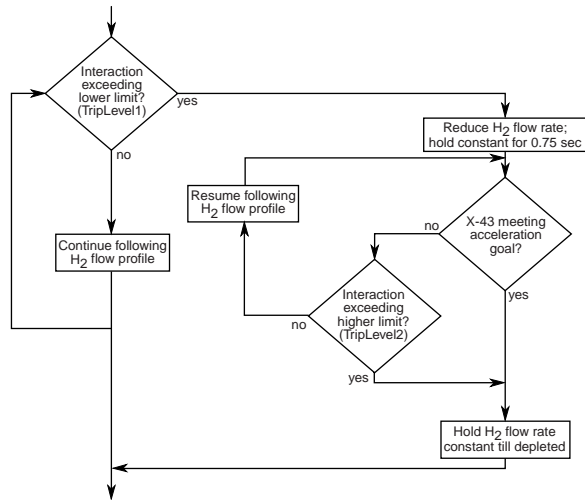 Interaction
exceeding
lower limit?
(TripLevel1)
yes
no
Continue following
H2 flow profile
Reduce H2 flow rate;
hold constant for 0.75 sec
Resume following
H2 flow profile
X-43 meeting
acceleration
goal?
no
yes
Interaction
exceeding
higher limit?
(TripLevel2)
no
yes
Hold H2 flow rate
constant till depleted